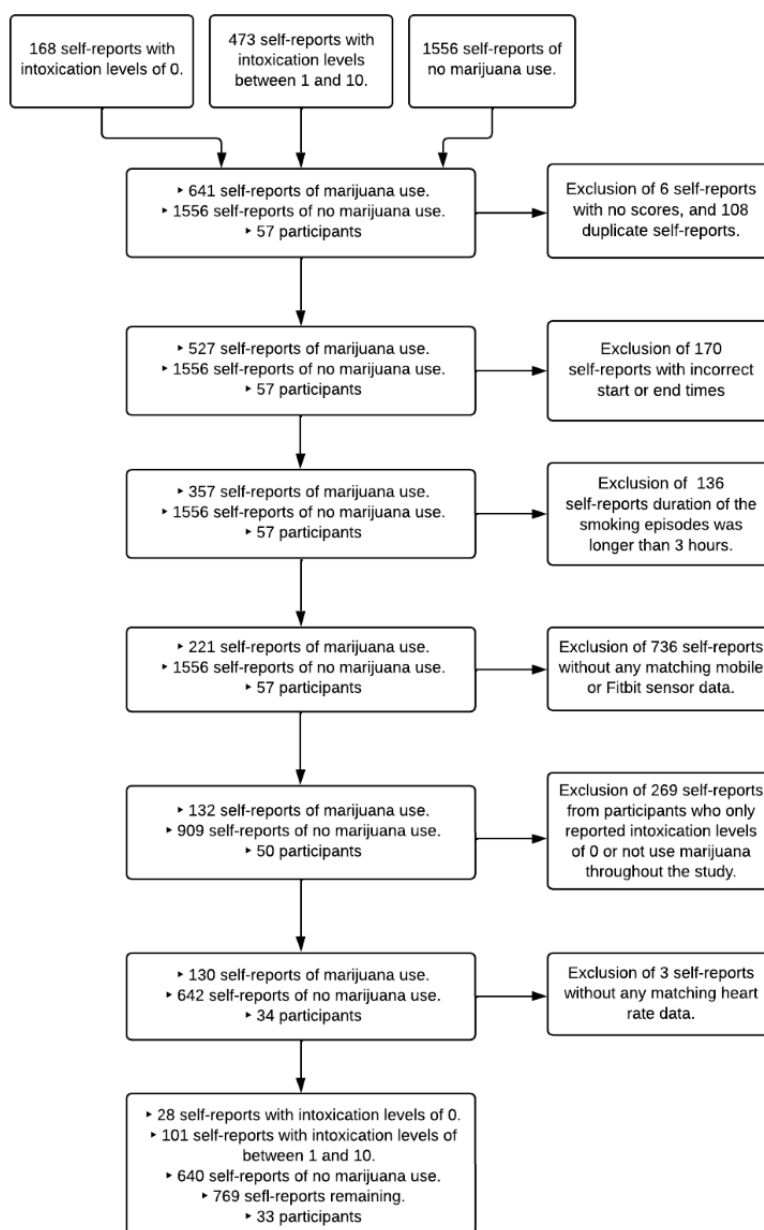 168 self-reports with
intoxication levels of 0.
473 self-reports with
intoxication levels
between 1 and 10.
1556 self-reports of
no marijuana use.
‣ 641 self-reports of marijuana use.
‣ 1556 self-reports of no marijuana use.
‣ 57 participants
Exclusion of 6 self-reports
with no scores, and 108
duplicate self-reports.
‣ 527 self-reports of marijuana use.
‣ 1556 self-reports of no marijuana use.
‣ 57 participants
Exclusion of 170
self-reports with incorrect
start or end times
‣ 357 self-reports of marijuana use.
‣ 1556 self-reports of no marijuana use.
‣ 57 participants
Exclusion of 136
self-reports duration of the
smoking episodes was
longer than 3 hours.
‣ 221 self-reports of marijuana use.
‣ 1556 self-reports of no marijuana use.
‣ 57 participants
Exclusion of 736 self-reports
without any matching mobile
or Fitbit sensor data.
‣ 132 self-reports of marijuana use.
‣ 909 self-reports of no marijuana use.
‣ 50 participants
Exclusion of 269 self-reports
from participants who only
reported intoxication levels
of 0 or not use marijuana
throughout the study.
‣ 130 self-reports of marijuana use.
‣ 642 self-reports of no marijuana use.
‣ 34 participants
Exclusion of 3 self-reports
without any matching heart
rate data.
‣ 28 self-reports with intoxication levels of 0.
‣ 101 self-reports with intoxication levels of
between 1 and 10.
‣ 640 self-reports of no marijuana use.
‣ 769 sefl-reports remaining.
‣ 33 participants